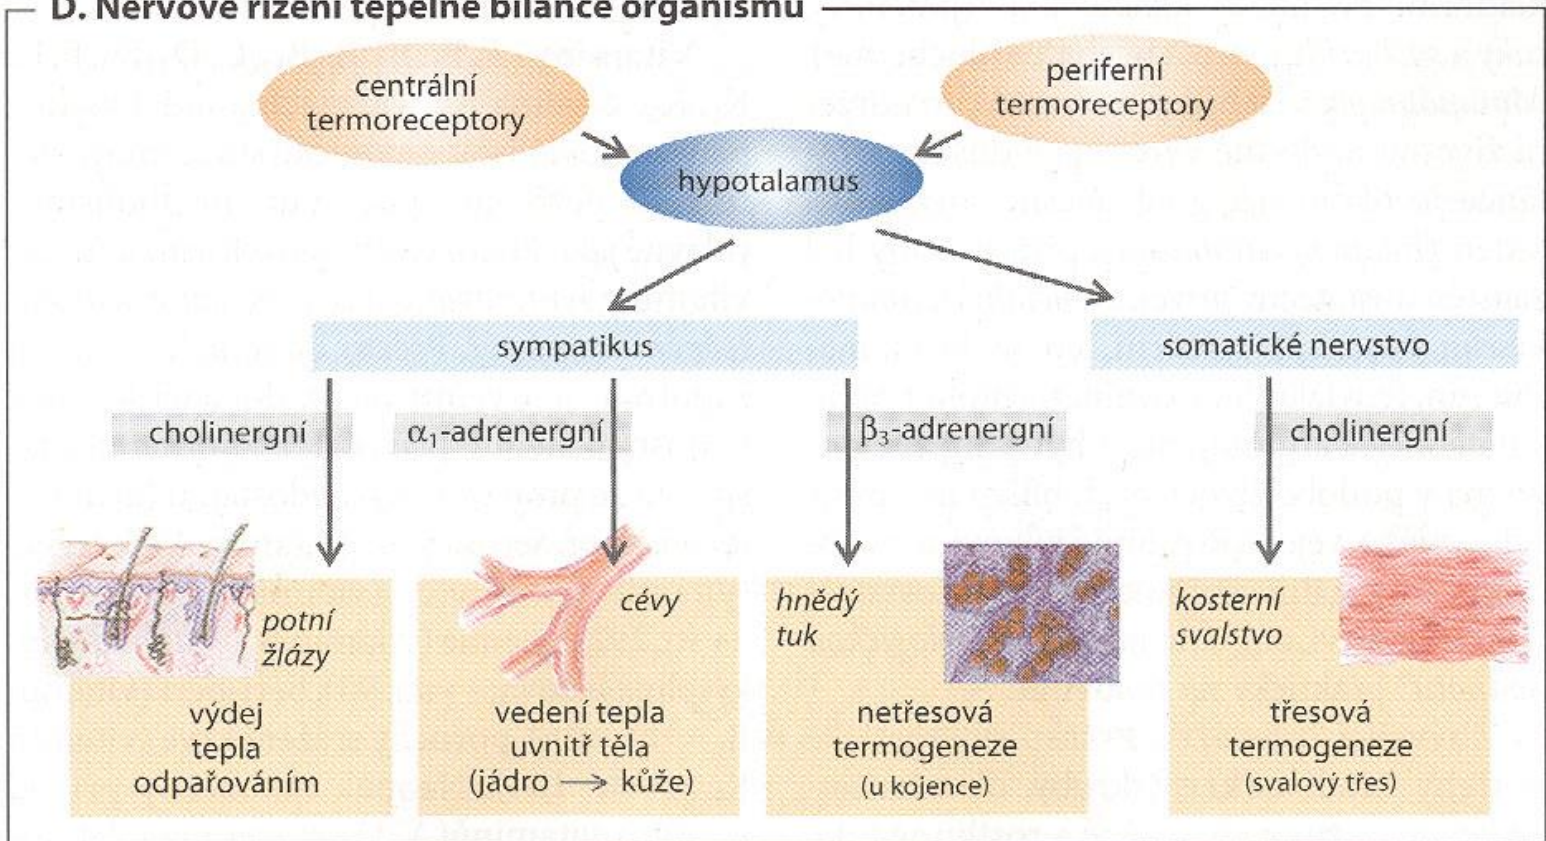 D. Nervové řízení tepelné bilance organismu
centrální
termoreceptory
periferní
termoreceptory
hypotalamus
sympatikus
somatické nervstvo
cholinergní
α₁-adrenergní
β₃-adrenergní
cholinergní
potní
žlázy
výdej
tepla
odpařováním
cévy
vedení tepla
uvnitř těla
(jádro → kůže)
hnědý
tuk
netřesová
termogeneze
(u kojence)
kosterní
svalstvo
třesová
termogeneze
(svalový třes)